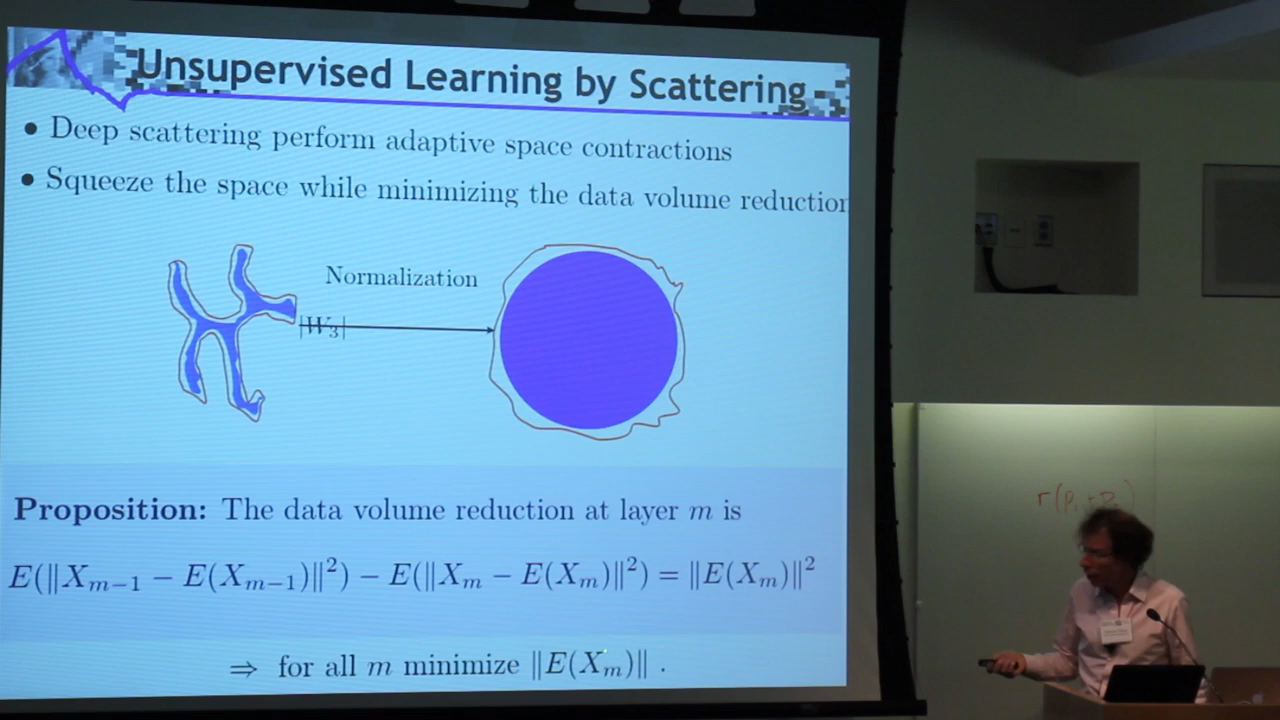 Unsupervised Learning by Scattering
• Deep scattering perform adaptive space contractions
• Squeeze the space while minimizing the data volume reduction
Normalization
|W₃|
Proposition: The data volume reduction at layer m is
E(‖Xₘ₋₁ − E(Xₘ₋₁)‖²) − E(‖Xₘ − E(Xₘ)‖²) = ‖E(Xₘ)‖²
⇒ for all m minimize ‖E(Xₘ)‖ .